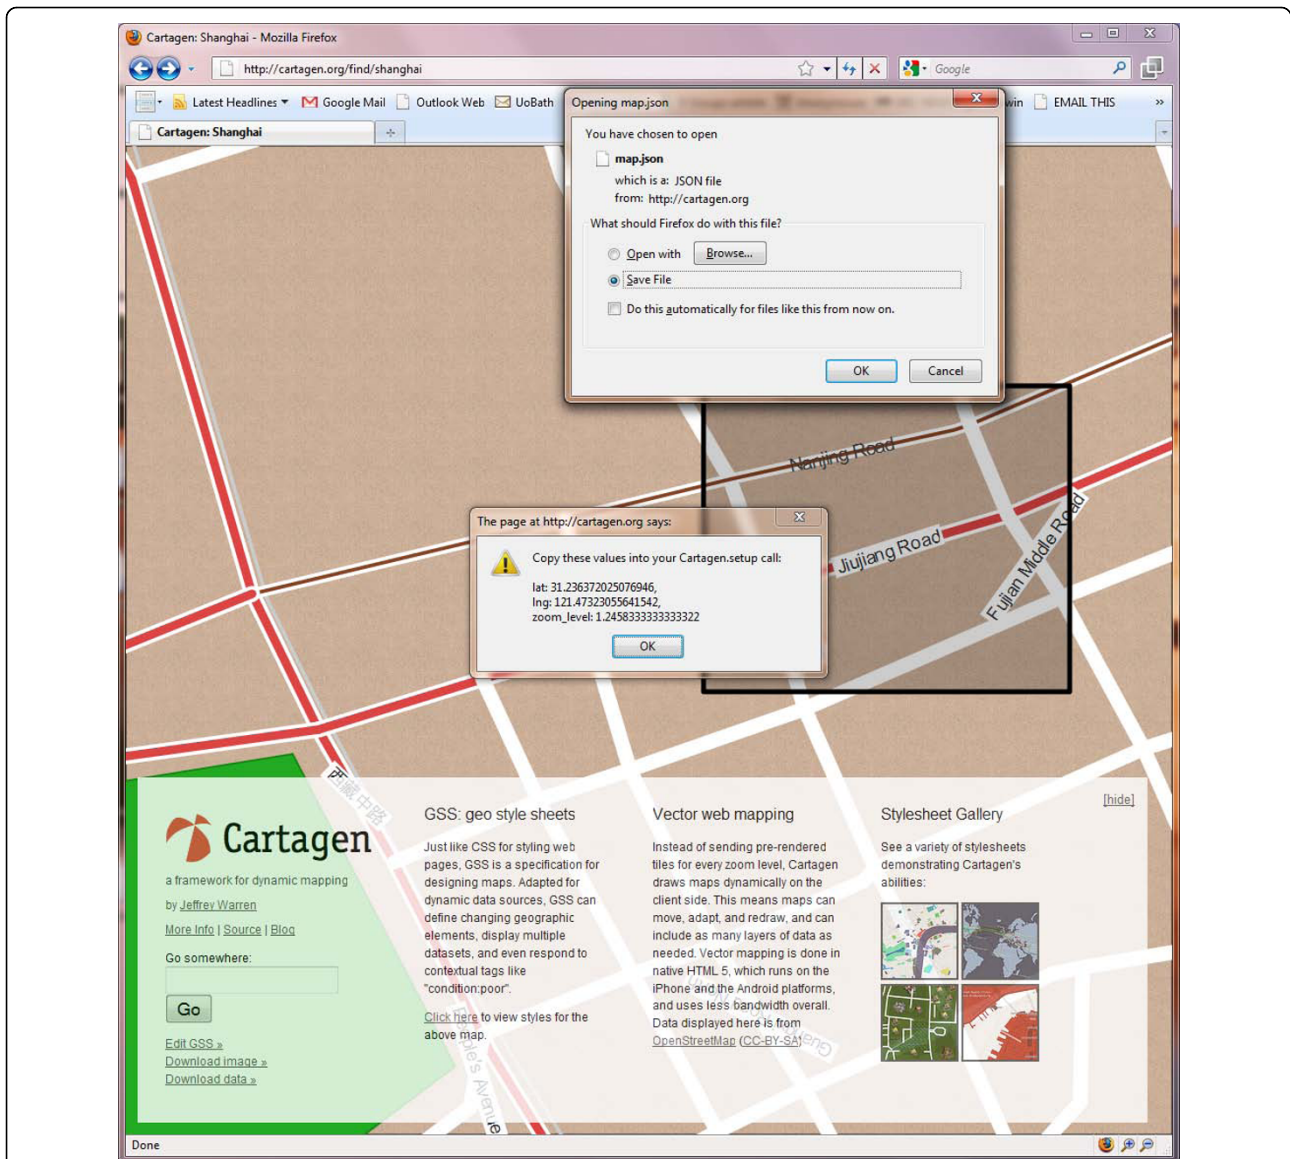 Cartagen: Shanghai - Mozilla Firefox
http://cartagen.org/find/shanghai
Google
Latest Headlines
Google Mail
Outlook Web
UoBath
win
EMAIL THIS
»
Cartagen: Shanghai
Opening map.json
You have chosen to open
map.json
which is a: JSON file
from: http://cartagen.org
What should Firefox do with this file?
Open with
Browse...
Save File
Do this automatically for files like this from now on.
OK
Cancel
Nanjing Road
Jiujiang Road
Fujian Middle Road
The page at http://cartagen.org says:
Copy these values into your Cartagen.setup call:
lat: 31.236372025076946,
lng: 121.47323055641542,
zoom_level: 1.2458333333333322
OK
西藏中路
[hide]
Cartagen
a framework for dynamic mapping
by Jeffrey Warren
More Info | Source | Blog
Go somewhere:
Go
Edit GSS »
Download image »
Download data »
GSS: geo style sheets
Just like CSS for styling web
pages, GSS is a specification for
designing maps. Adapted for
dynamic data sources, GSS can
define changing geographic
elements, display multiple
datasets, and even respond to
contextual tags like
"condition:poor".
Click here to view styles for the
above map.
People's Avenue
Vector web mapping
Instead of sending pre-rendered
tiles for every zoom level, Cartagen
draws maps dynamically on the
client side. This means maps can
move, adapt, and redraw, and can
include as many layers of data as
needed. Vector mapping is done in
native HTML 5, which runs on the
iPhone and the Android platforms,
and uses less bandwidth overall.
Data displayed here is from
OpenStreetMap (CC-BY-SA)
Stylesheet Gallery
See a variety of stylesheets
demonstrating Cartagen's
abilities:
Done